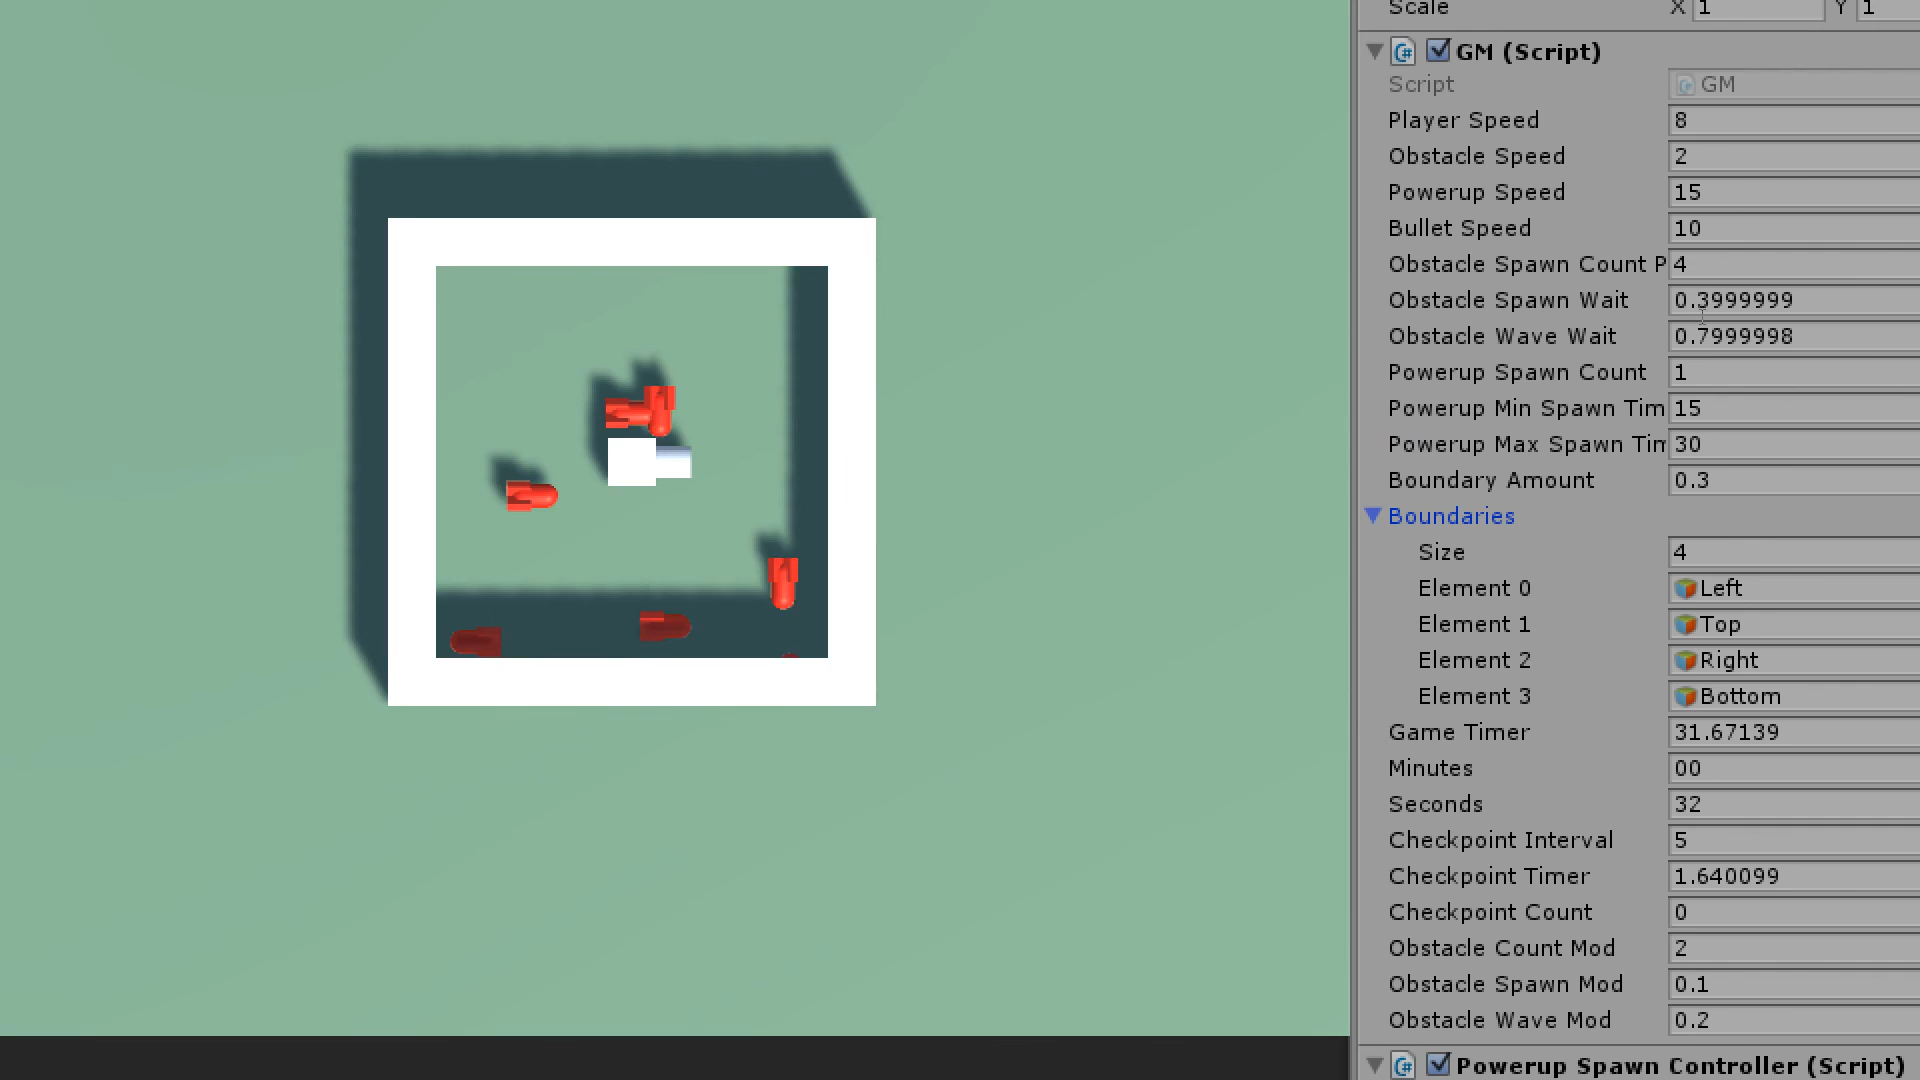 Scale X 1 Y 1
GM (Script)
Script GM
Player Speed 8
Obstacle Speed 2
Powerup Speed 15
Bullet Speed 10
Obstacle Spawn Count P 4
Obstacle Spawn Wait 0.3999999
Obstacle Wave Wait 0.7999998
Powerup Spawn Count 1
Powerup Min Spawn Tim 15
Powerup Max Spawn Tim 30
Boundary Amount 0.3
Boundaries
Size 4
Element 0 Left
Element 1 Top
Element 2 Right
Element 3 Bottom
Game Timer 31.67139
Minutes 00
Seconds 32
Checkpoint Interval 5
Checkpoint Timer 1.640099
Checkpoint Count 0
Obstacle Count Mod 2
Obstacle Spawn Mod 0.1
Obstacle Wave Mod 0.2
Powerup Spawn Controller (Script)